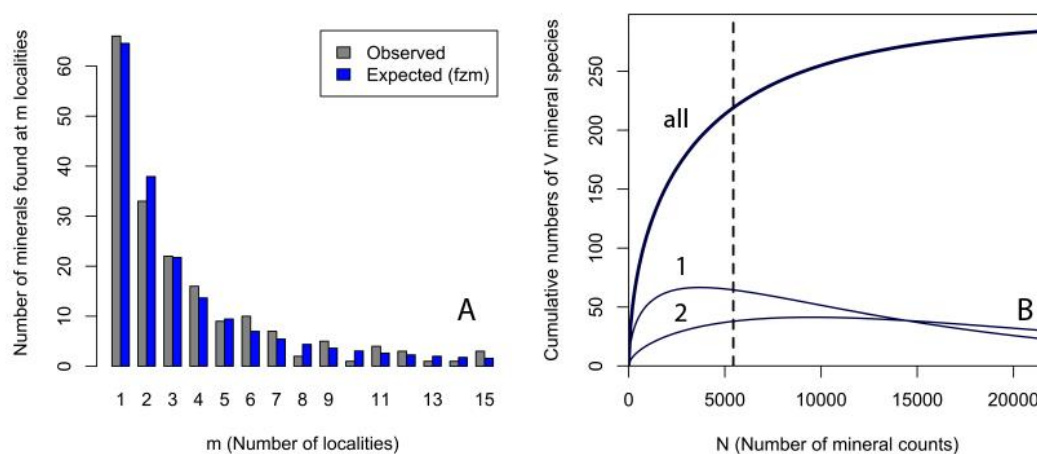 Number of minerals found at m localities
60
50
40
30
20
10
0
Observed
Expected (fzm)
A
1 2 3 4 5 6 7 8 9 11 13 15
m (Number of localities)
Cumulative numbers of V mineral species
250
200
150
100
50
0
all
1
2
B
0 5000 10000 15000 20000
N (Number of mineral counts)